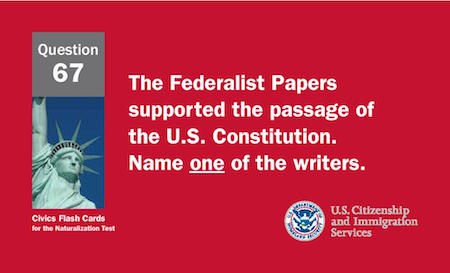 Question
67
The Federalist Papers
supported the passage of
the U.S. Constitution.
Name one of the writers.
Civics Flash Cards
for the Naturalization Test
U.S. Citizenship
and Immigration
Services